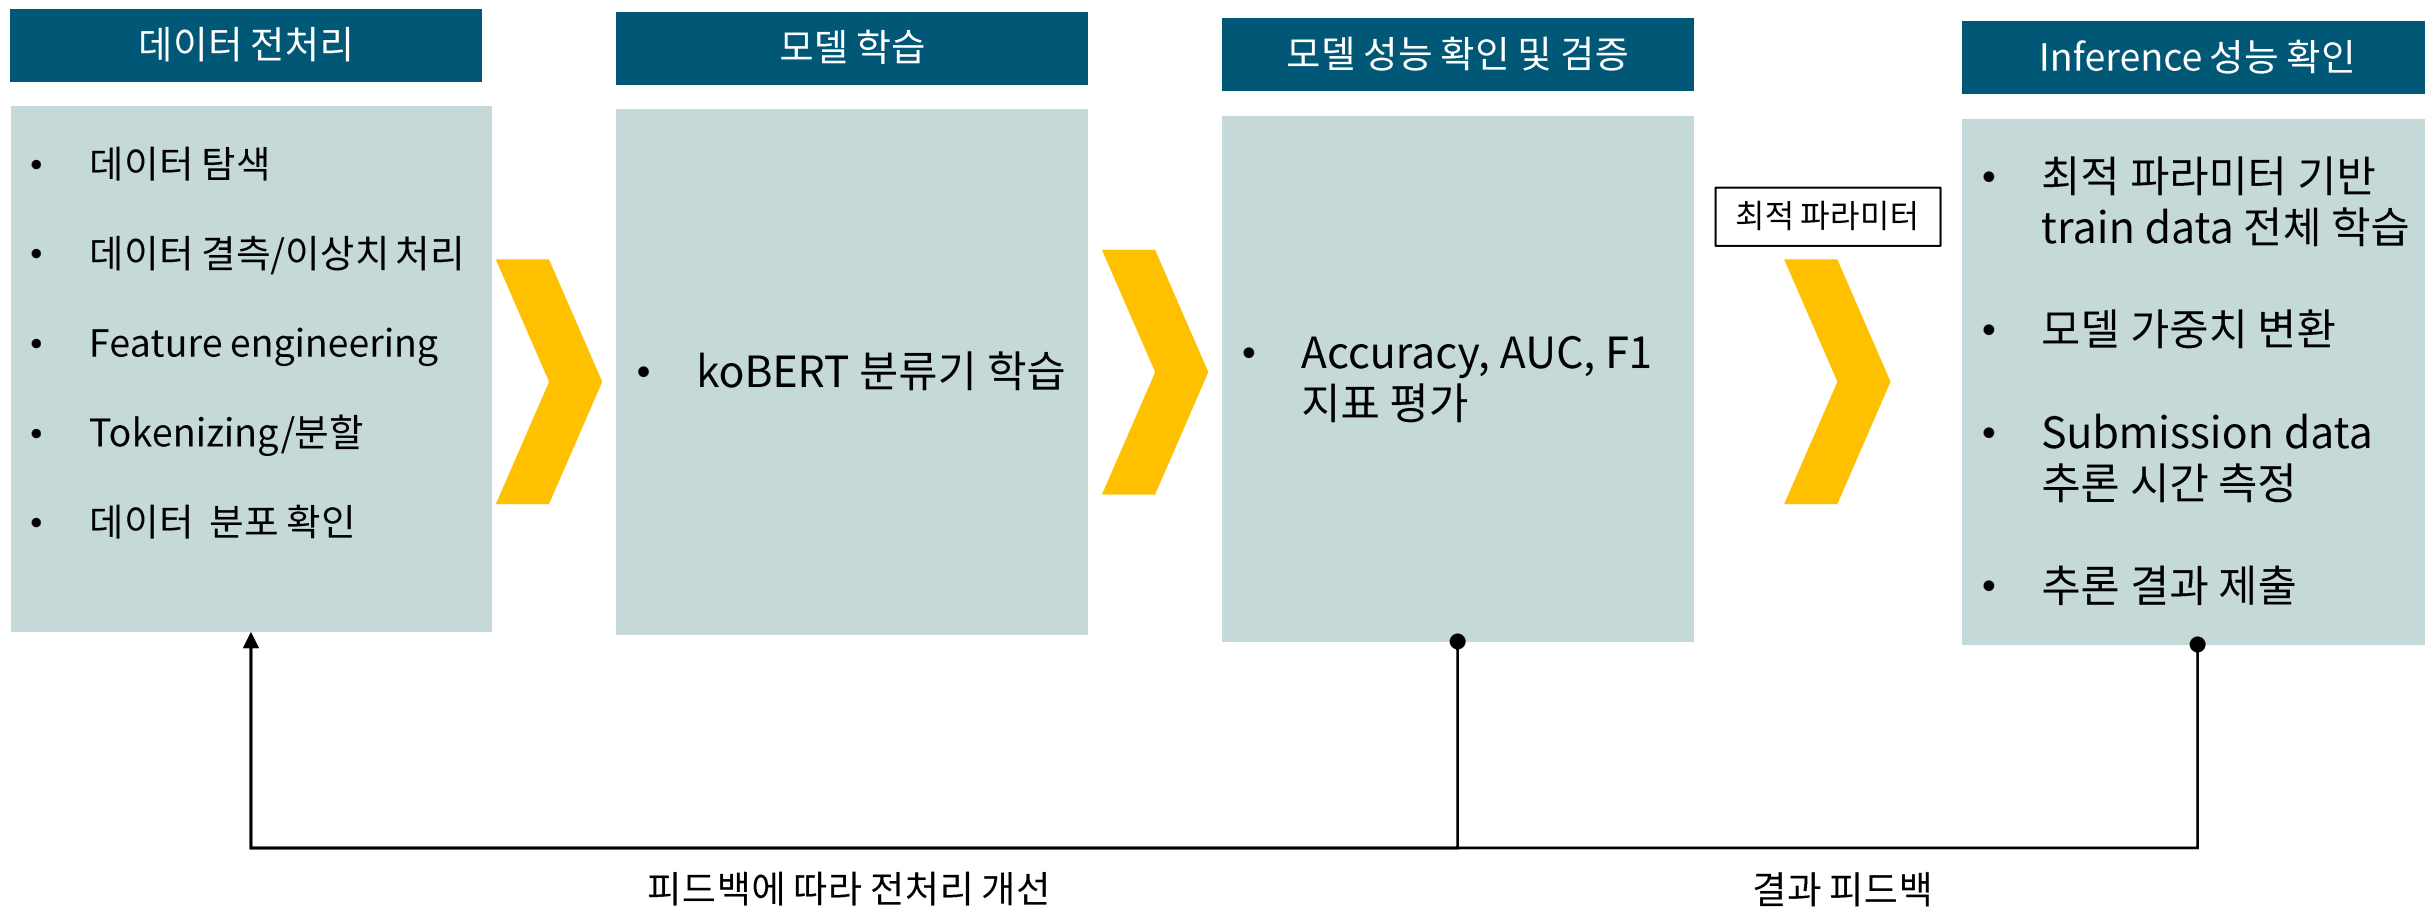 데이터 전처리
• 데이터 탐색
• 데이터 결측/이상치 처리
• Feature engineering
• Tokenizing/분할
• 데이터 분포 확인
모델 학습
• koBERT 분류기 학습
모델 성능 확인 및 검증
• Accuracy, AUC, F1
지표 평가
최적 파라미터
Inference 성능 확인
• 최적 파라미터 기반
train data 전체 학습
• 모델 가중치 변환
• Submission data
추론 시간 측정
• 추론 결과 제출
피드백에 따라 전처리 개선
결과 피드백